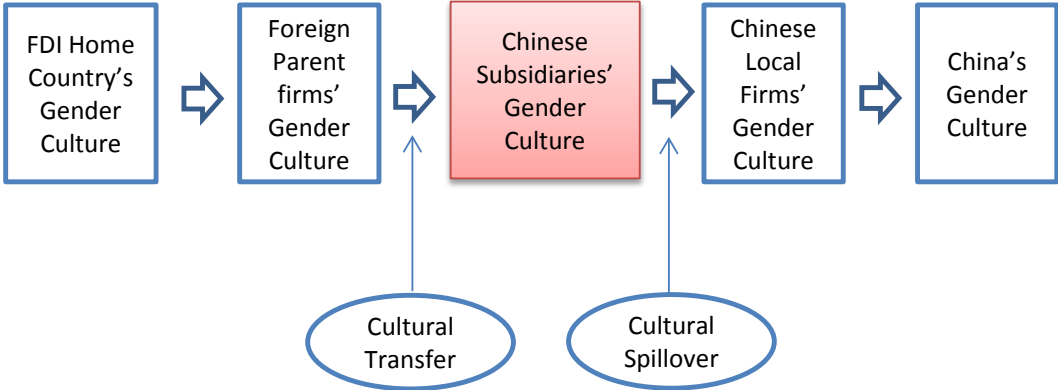 FDI Home
Country's
Gender
Culture
Foreign
Parent
firms'
Gender
Culture
Chinese
Subsidiaries'
Gender
Culture
Chinese
Local
Firms'
Gender
Culture
China's
Gender
Culture
Cultural
Transfer
Cultural
Spillover